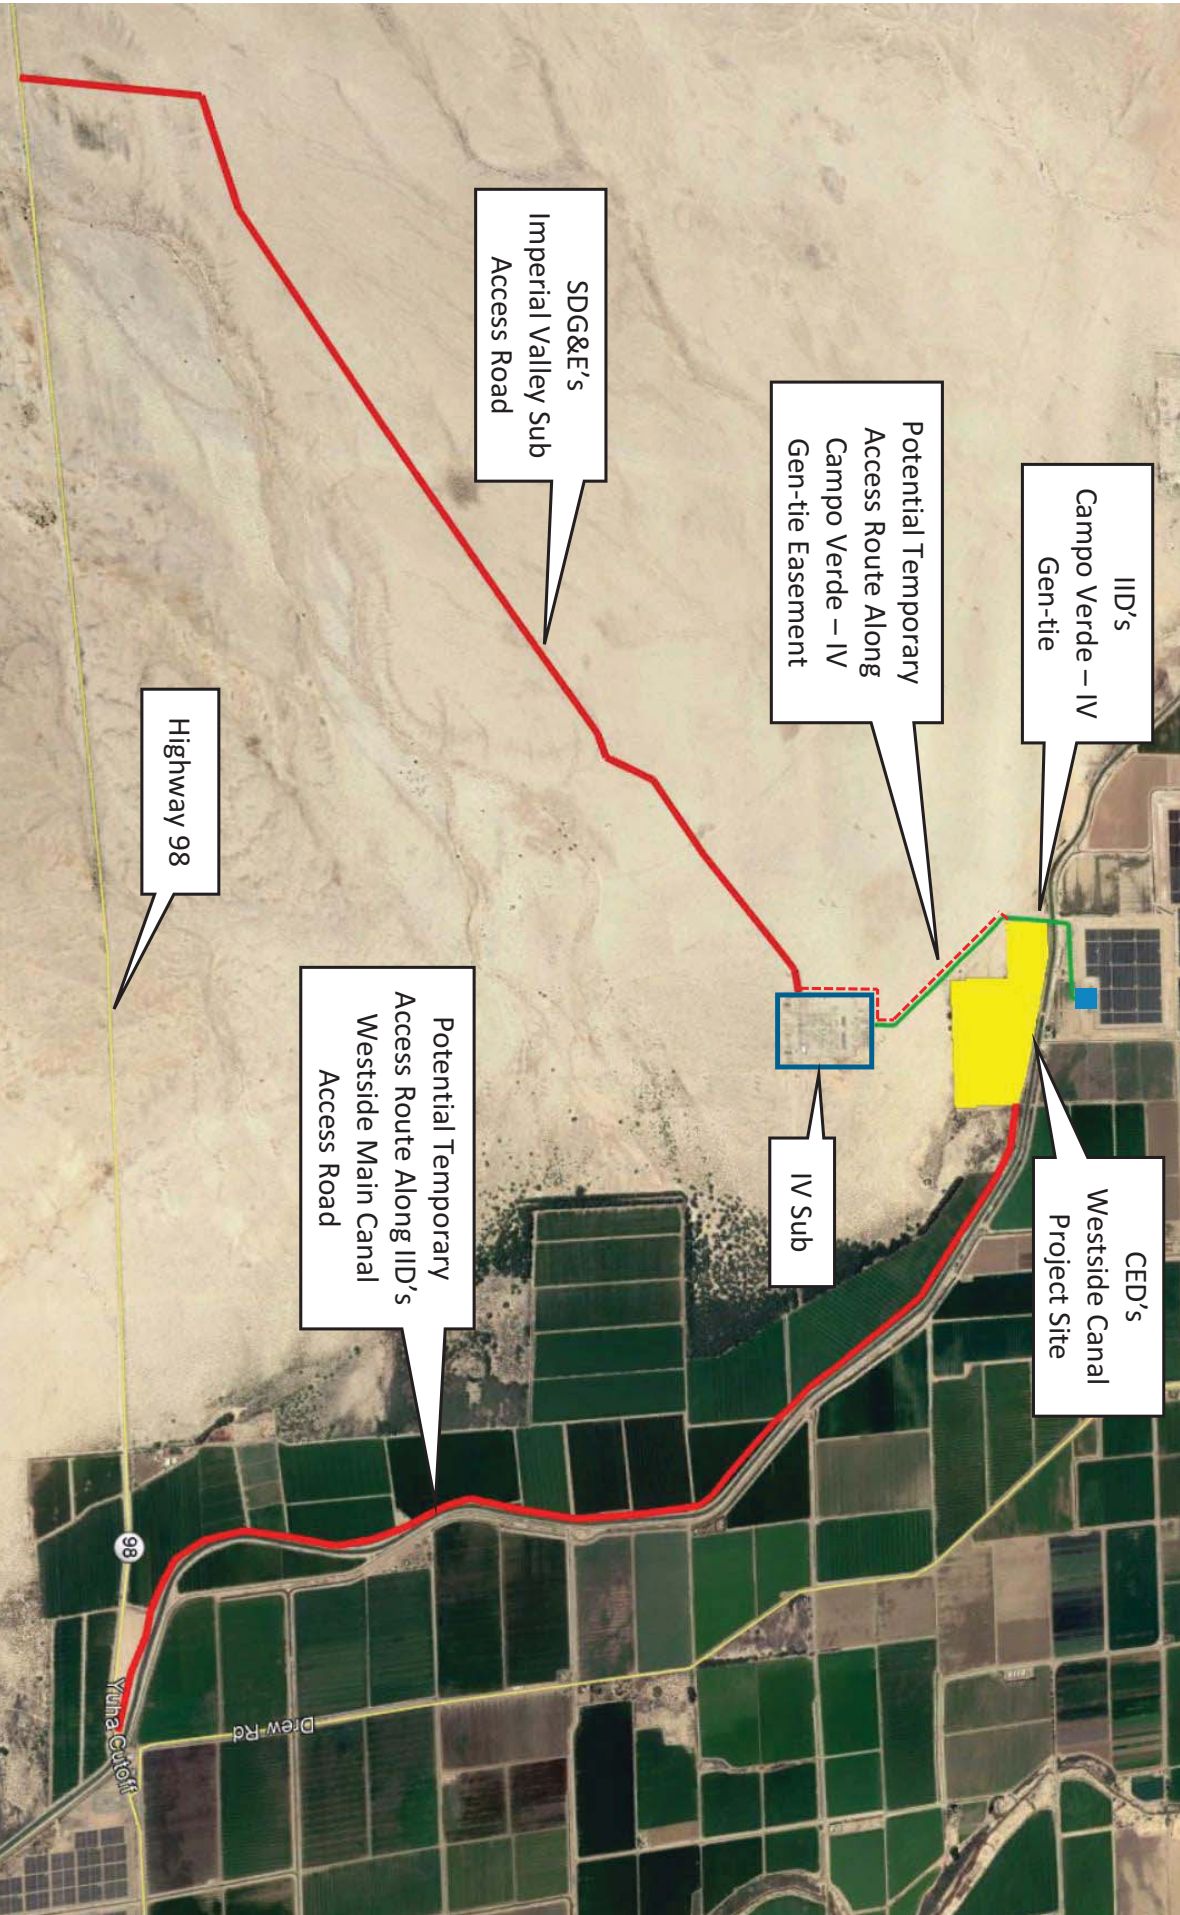 IID's
Campo Verde – IV
Gen-tie
Potential Temporary
Access Route Along
Campo Verde – IV
Gen-tie Easement
SDG&E's
Imperial Valley Sub
Access Road
CED's
Westside Canal
Project Site
IV Sub
Potential Temporary
Access Route Along IID's
Westside Main Canal
Access Road
Highway 98
98
Yuha Cutoff
Drew Rd